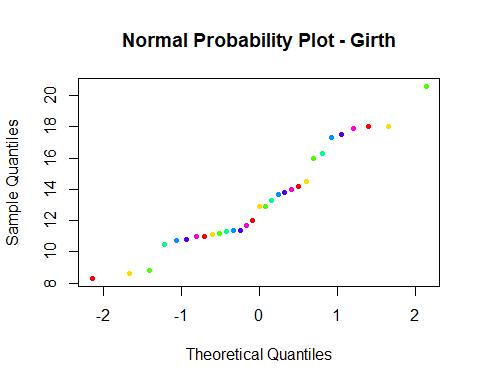 Normal Probability Plot - Girth
Sample Quantiles
20
18
16
14
12
10
8
-2 -1 0 1 2
Theoretical Quantiles